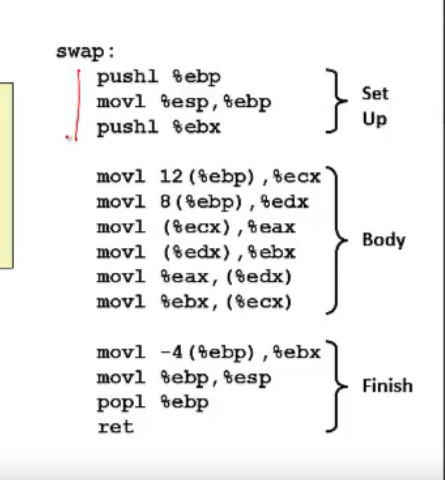 swap:
pushl %ebp
movl %esp,%ebp
pushl %ebx
Set
Up
movl 12(%ebp),%ecx
movl 8(%ebp),%edx
movl (%ecx),%eax
movl (%edx),%ebx
movl %eax,(%edx)
movl %ebx,(%ecx)
Body
movl -4(%ebp),%ebx
movl %ebp,%esp
popl %ebp
ret
Finish